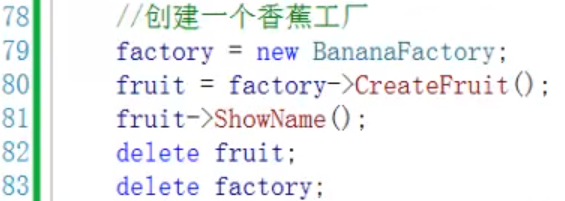 78 //创建一个香蕉工厂
79 factory = new BananaFactory;
80 fruit = factory->CreateFruit();
81 fruit->ShowName();
82 delete fruit;
83 delete factory;